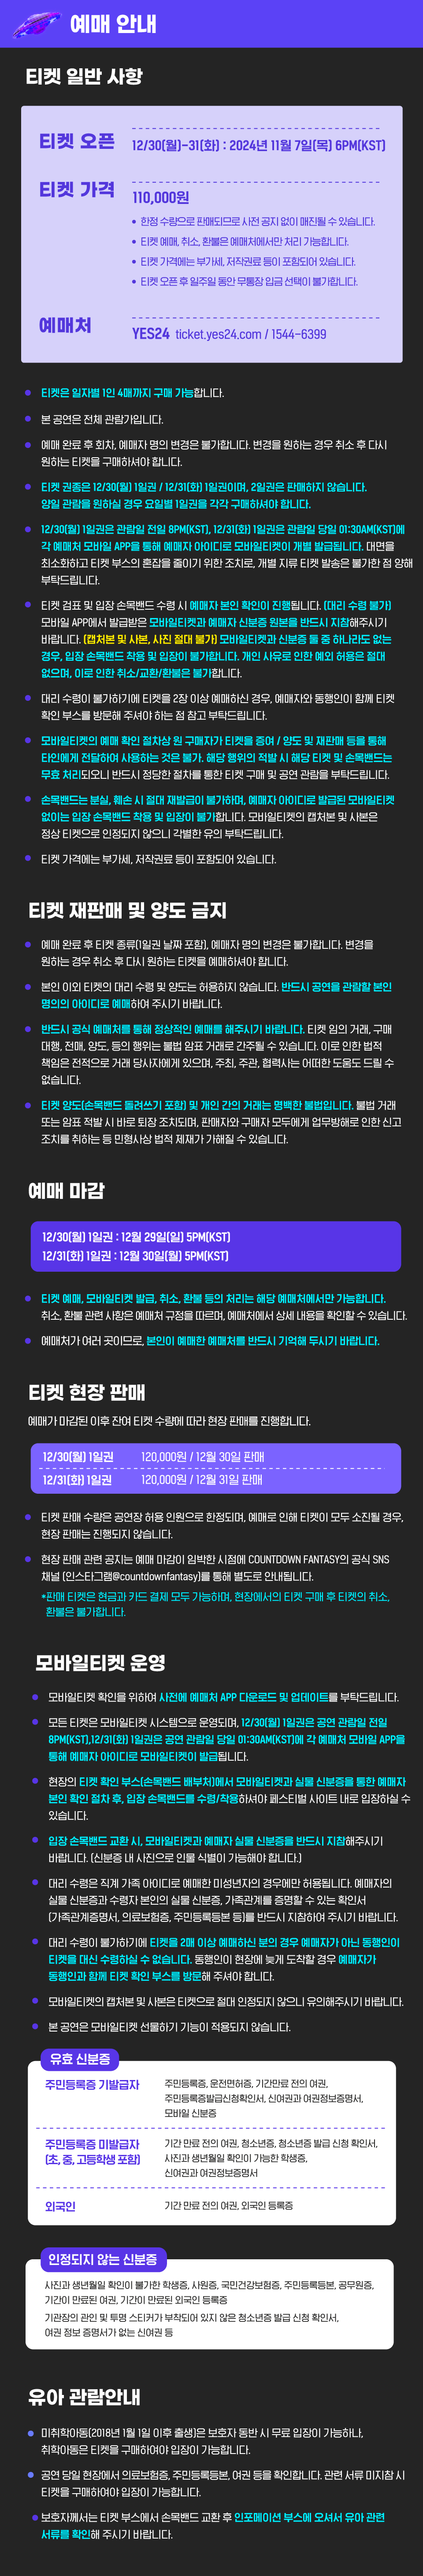 예매 안내
티켓 일반 사항
티켓 오픈
12/30(월)-31(화) : 2024년 11월 7일(목) 6PM(KST)
티켓 가격
110,000원
• 한정 수량으로 판매되므로 사전 공지 없이 매진될 수 있습니다.
• 티켓 예매, 취소, 환불은 예매처에서만 처리 가능합니다.
• 티켓 가격에는 부가세, 저작권료 등이 포함되어 있습니다.
• 티켓 오픈 후 일주일 동안 무통장 입금 선택이 불가합니다.
예매처
YES24 ticket.yes24.com / 1544-6399
• 티켓은 일자별 1인 4매까지 구매 가능합니다.
• 본 공연은 전체 관람가입니다.
• 예매 완료 후 회차, 예매자 명의 변경은 불가합니다. 변경을 원하는 경우 취소 후 다시
원하는 티켓을 구매하셔야 합니다.
• 티켓 권종은 12/30(월) 1일권 / 12/31(화) 1일권이며, 2일권은 판매하지 않습니다.
양일 관람을 원하실 경우 요일별 1일권을 각각 구매하셔야 합니다.
• 12/30(월) 1일권은 관람일 전일 8PM(KST), 12/31(화) 1일권은 관람일 당일 01:30AM(KST)에
각 예매처 모바일 APP을 통해 예매자 아이디로 모바일티켓이 개별 발급됩니다. 대면을
최소화하고 티켓 부스의 혼잡을 줄이기 위한 조치로, 개별 지류 티켓 발송은 불가한 점 양해
부탁드립니다.
• 티켓 검표 및 입장 손목밴드 수령 시 예매자 본인 확인이 진행됩니다. (대리 수령 불가)
모바일 APP에서 발급받은 모바일티켓과 예매자 신분증 원본을 반드시 지참해주시기
바랍니다. (캡처본 및 사본, 사진 절대 불가) 모바일티켓과 신분증 둘 중 하나라도 없는
경우, 입장 손목밴드 착용 및 입장이 불가합니다. 개인 사유로 인한 예외 허용은 절대
없으며, 이로 인한 취소/교환/환불은 불가합니다.
• 대리 수령이 불가하기에 티켓을 2장 이상 예매하신 경우, 예매자와 동행인이 함께 티켓
확인 부스를 방문해 주셔야 하는 점 참고 부탁드립니다.
• 모바일티켓의 예매 확인 절차상 원 구매자가 티켓을 증여 / 양도 및 재판매 등을 통해
타인에게 전달하여 사용하는 것은 불가. 해당 행위의 적발 시 해당 티켓 및 손목밴드는
무효 처리되오니 반드시 정당한 절차를 통한 티켓 구매 및 공연 관람을 부탁드립니다.
• 손목밴드는 분실, 훼손 시 절대 재발급이 불가하며, 예매자 아이디로 발급된 모바일티켓
없이는 입장 손목밴드 착용 및 입장이 불가합니다. 모바일티켓의 캡처본 및 사본은
정상 티켓으로 인정되지 않으니 각별한 유의 부탁드립니다.
• 티켓 가격에는 부가세, 저작권료 등이 포함되어 있습니다.
티켓 재판매 및 양도 금지
• 예매 완료 후 티켓 종류(1일권 날짜 포함), 예매자 명의 변경은 불가합니다. 변경을
원하는 경우 취소 후 다시 원하는 티켓을 예매하셔야 합니다.
• 본인 이외 티켓의 대리 수령 및 양도는 허용하지 않습니다. 반드시 공연을 관람할 본인
명의의 아이디로 예매하여 주시기 바랍니다.
• 반드시 공식 예매처를 통해 정상적인 예매를 해주시기 바랍니다. 티켓 임의 거래, 구매
대행, 전매, 양도, 등의 행위는 불법 암표 거래로 간주될 수 있습니다. 이로 인한 법적
책임은 전적으로 거래 당사자에게 있으며, 주최, 주관, 협력사는 어떠한 도움도 드릴 수
없습니다.
• 티켓 양도(손목밴드 돌려쓰기 포함) 및 개인 간의 거래는 명백한 불법입니다. 불법 거래
또는 암표 적발 시 바로 퇴장 조치되며, 판매자와 구매자 모두에게 업무방해로 인한 신고
조치를 취하는 등 민형사상 법적 제재가 가해질 수 있습니다.
예매 마감
12/30(월) 1일권 : 12월 29일(일) 5PM(KST)
12/31(화) 1일권 : 12월 30일(월) 5PM(KST)
• 티켓 예매, 모바일티켓 발급, 취소, 환불 등의 처리는 해당 예매처에서만 가능합니다.
취소, 환불 관련 사항은 예매처 규정을 따르며, 예매처에서 상세 내용을 확인할 수 있습니다.
• 예매처가 여러 곳이므로, 본인이 예매한 예매처를 반드시 기억해 두시기 바랍니다.
티켓 현장 판매
예매가 마감된 이후 잔여 티켓 수량에 따라 현장 판매를 진행합니다.
12/30(월) 1일권 120,000원 / 12월 30일 판매
12/31(화) 1일권 120,000원 / 12월 31일 판매
• 티켓 판매 수량은 공연장 허용 인원으로 한정되며, 예매로 인해 티켓이 모두 소진될 경우,
현장 판매는 진행되지 않습니다.
• 현장 판매 관련 공지는 예매 마감이 임박한 시점에 COUNTDOWN FANTASY의 공식 SNS
채널 [인스타그램@countdownfantasy]를 통해 별도로 안내됩니다.
*판매 티켓은 현금과 카드 결제 모두 가능하며, 현장에서의 티켓 구매 후 티켓의 취소,
환불은 불가합니다.
모바일티켓 운영
• 모바일티켓 확인을 위하여 사전에 예매처 APP 다운로드 및 업데이트를 부탁드립니다.
• 모든 티켓은 모바일티켓 시스템으로 운영되며, 12/30(월) 1일권은 공연 관람일 전일
8PM(KST),12/31(화) 1일권은 공연 관람일 당일 01:30AM(KST)에 각 예매처 모바일 APP을
통해 예매자 아이디로 모바일티켓이 발급됩니다.
• 현장의 티켓 확인 부스(손목밴드 배부처)에서 모바일티켓과 실물 신분증을 통한 예매자
본인 확인 절차 후, 입장 손목밴드를 수령/착용하셔야 페스티벌 사이트 내로 입장하실 수
있습니다.
• 입장 손목밴드 교환 시, 모바일티켓과 예매자 실물 신분증을 반드시 지참해주시기
바랍니다. (신분증 내 사진으로 인물 식별이 가능해야 합니다.)
• 대리 수령은 직계 가족 아이디로 예매한 미성년자의 경우에만 허용됩니다. 예매자의
실물 신분증과 수령자 본인의 실물 신분증, 가족관계를 증명할 수 있는 확인서
(가족관계증명서, 의료보험증, 주민등록등본 등)를 반드시 지참하여 주시기 바랍니다.
• 대리 수령이 불가하기에 티켓을 2매 이상 예매하신 분의 경우 예매자가 아닌 동행인이
티켓을 대신 수령하실 수 없습니다. 동행인이 현장에 늦게 도착할 경우 예매자가
동행인과 함께 티켓 확인 부스를 방문해 주셔야 합니다.
• 모바일티켓의 캡처본 및 사본은 티켓으로 절대 인정되지 않으니 유의해주시기 바랍니다.
• 본 공연은 모바일티켓 선물하기 기능이 적용되지 않습니다.
유효 신분증
주민등록증 기발급자
주민등록증, 운전면허증, 기간만료 전의 여권,
주민등록증발급신청확인서, 신여권과 여권정보증명서,
모바일 신분증
주민등록증 미발급자
(초, 중, 고등학생 포함)
기간 만료 전의 여권, 청소년증, 청소년증 발급 신청 확인서,
사진과 생년월일 확인이 가능한 학생증,
신여권과 여권정보증명서
외국인
기간 만료 전의 여권, 외국인 등록증
인정되지 않는 신분증
사진과 생년월일 확인이 불가한 학생증, 사원증, 국민건강보험증, 주민등록등본, 공무원증,
기간이 만료된 여권, 기간이 만료된 외국인 등록증
기관장의 관인 및 투명 스티커가 부착되어 있지 않은 청소년증 발급 신청 확인서,
여권 정보 증명서가 없는 신여권 등
유아 관람안내
• 미취학아동(2018년 1월 1일 이후 출생)은 보호자 동반 시 무료 입장이 가능하나,
취학아동은 티켓을 구매하여야 입장이 가능합니다.
• 공연 당일 현장에서 의료보험증, 주민등록등본, 여권 등을 확인합니다. 관련 서류 미지참 시
티켓을 구매하여야 입장이 가능합니다.
• 보호자께서는 티켓 부스에서 손목밴드 교환 후 인포메이션 부스에 오셔서 유아 관련
서류를 확인해 주시기 바랍니다.